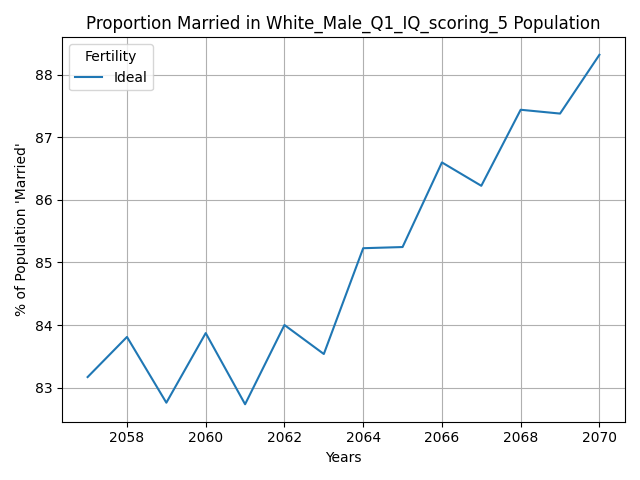 Proportion Married in White_Male_Q1_IQ_scoring_5 Population
Fertility
Ideal
% of Population 'Married'
88
87
86
85
84
83
2058 2060 2062 2064 2066 2068 2070
Years